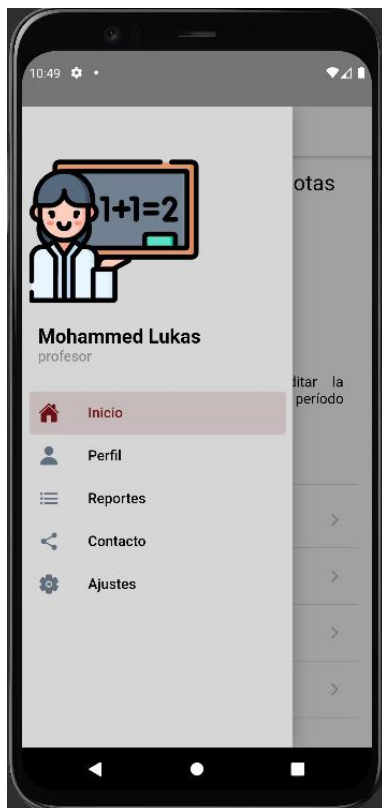 10:49
otas
1+1=2
Mohammed Lukas
profesor
ditar la
período
Inicio
Perfil
Reportes
Contacto
Ajustes